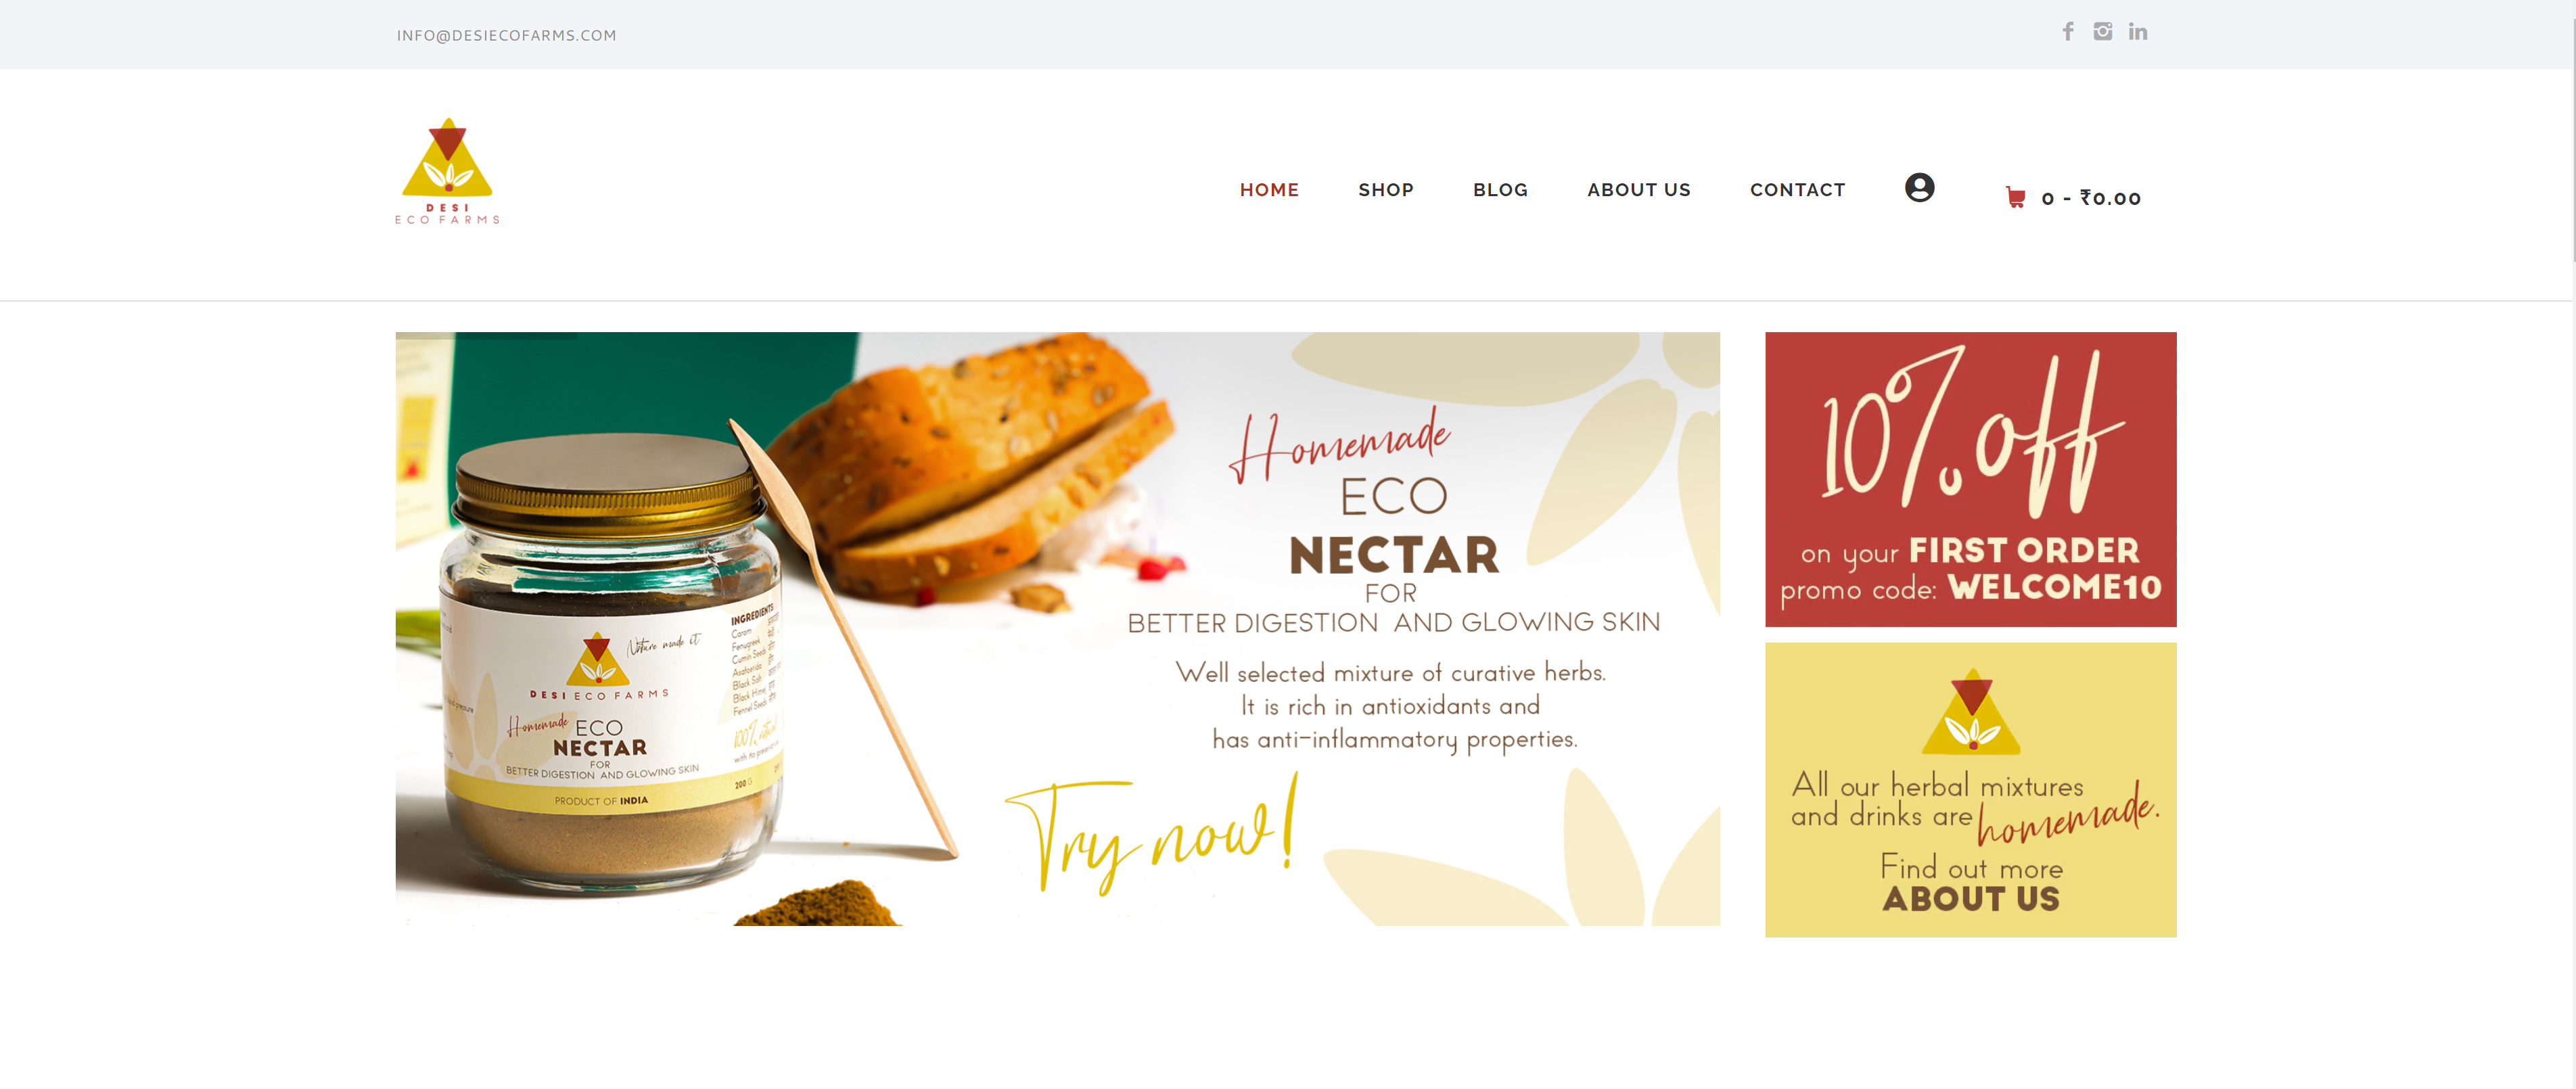 INFO@DESIECOFARMS.COM
DESI
ECO FARMS
HOME
SHOP
BLOG
ABOUT US
CONTACT
0 - ₹0.00
Homemade
ECO
NECTAR
FOR
BETTER DIGESTION AND GLOWING SKIN
Well selected mixture of curative herbs.
It is rich in antioxidants and
has anti-inflammatory properties.
Try now!
Nature made it
DESI ECO FARMS
Homemade ECO
NECTAR
FOR
BETTER DIGESTION AND GLOWING SKIN
PRODUCT OF INDIA
INGREDIENTS
Carom
Fenugreek
Cumin Seeds
Asafoetida
Black Salt
Fennel Seeds
100% natural
200 G
10% off
on your FIRST ORDER
promo code: WELCOME10
All our herbal mixtures
and drinks are homemade.
Find out more
ABOUT US